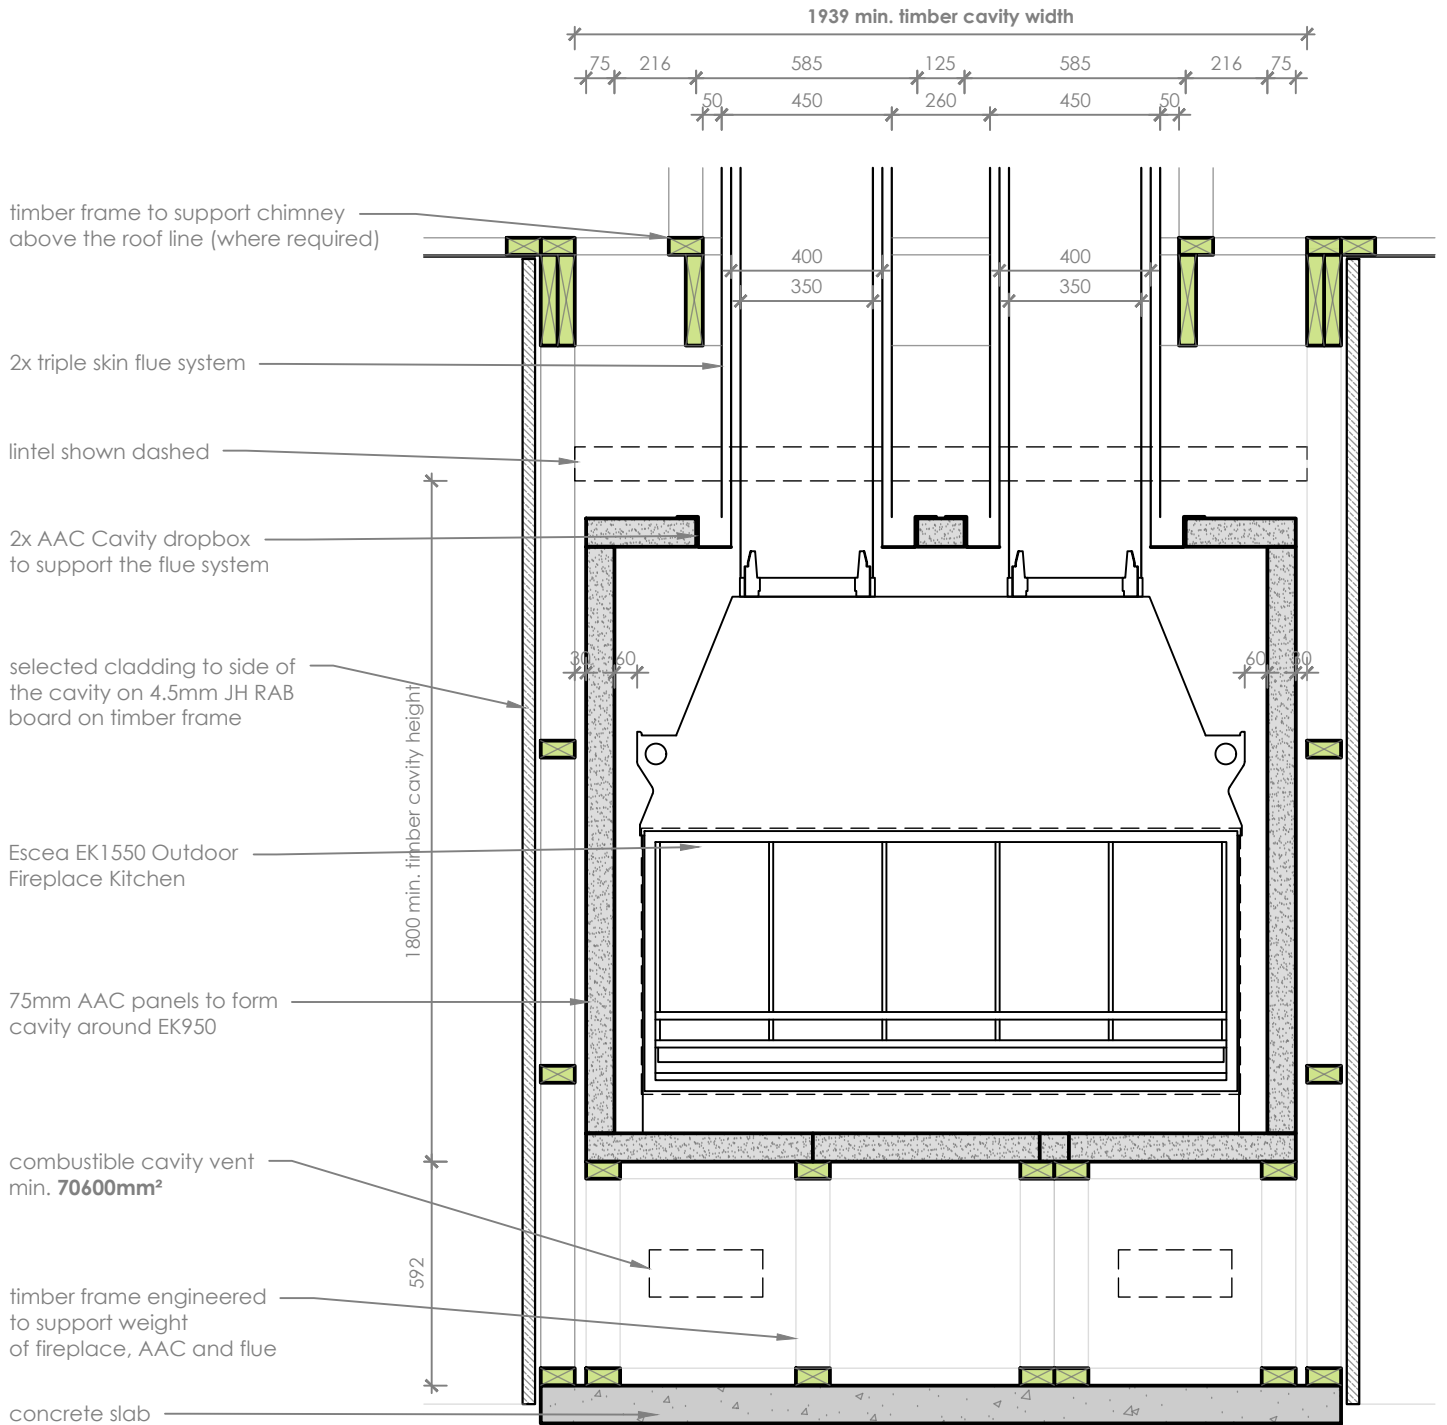 1939 min. timber cavity width
75 216 585 125 585 216 75
50 450 260 450 50
timber frame to support chimney
above the roof line (where required)
400 400
350 350
2x triple skin flue system
lintel shown dashed
2x AAC Cavity dropbox
to support the flue system
selected cladding to side of
the cavity on 4.5mm JH RAB
board on timber frame
30 60 60 30
1800 min. timber cavity height
Escea EK1550 Outdoor
Fireplace Kitchen
75mm AAC panels to form
cavity around EK950
combustible cavity vent
min. 70600mm²
592
timber frame engineered
to support weight
of fireplace, AAC and flue
concrete slab